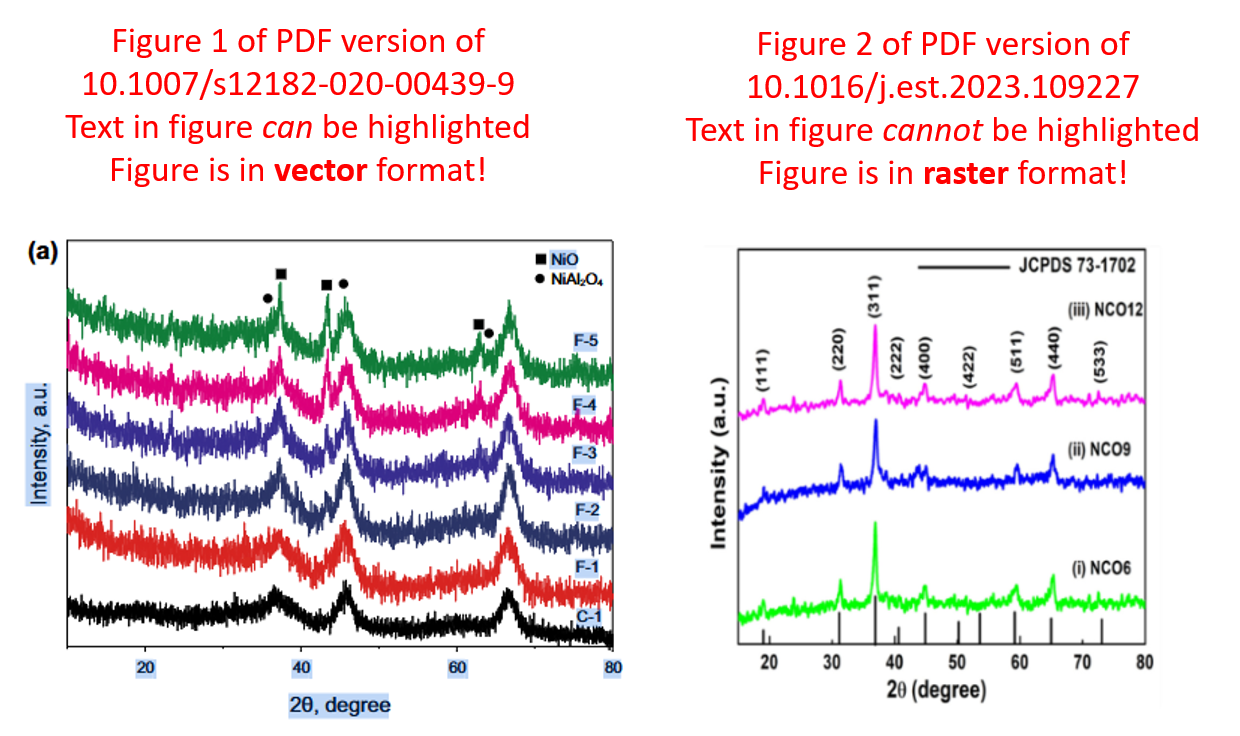 Figure 1 of PDF version of
10.1007/s12182-020-00439-9
Text in figure can be highlighted
Figure is in vector format!
Figure 2 of PDF version of
10.1016/j.est.2023.109227
Text in figure cannot be highlighted
Figure is in raster format!
(a)
NiO
NiAl₂O₄
F-5
F-4
F-3
F-2
F-1
C-1
Intensity, a.u.
20 40 60 80
2θ, degree
JCPDS 73-1702
(iii) NCO12
(111)
(220)
(311)
(222)
(400)
(422)
(511)
(440)
(533)
(ii) NCO9
(i) NCO6
Intensity (a.u.)
20 30 40 50 60 70 80
2θ (degree)